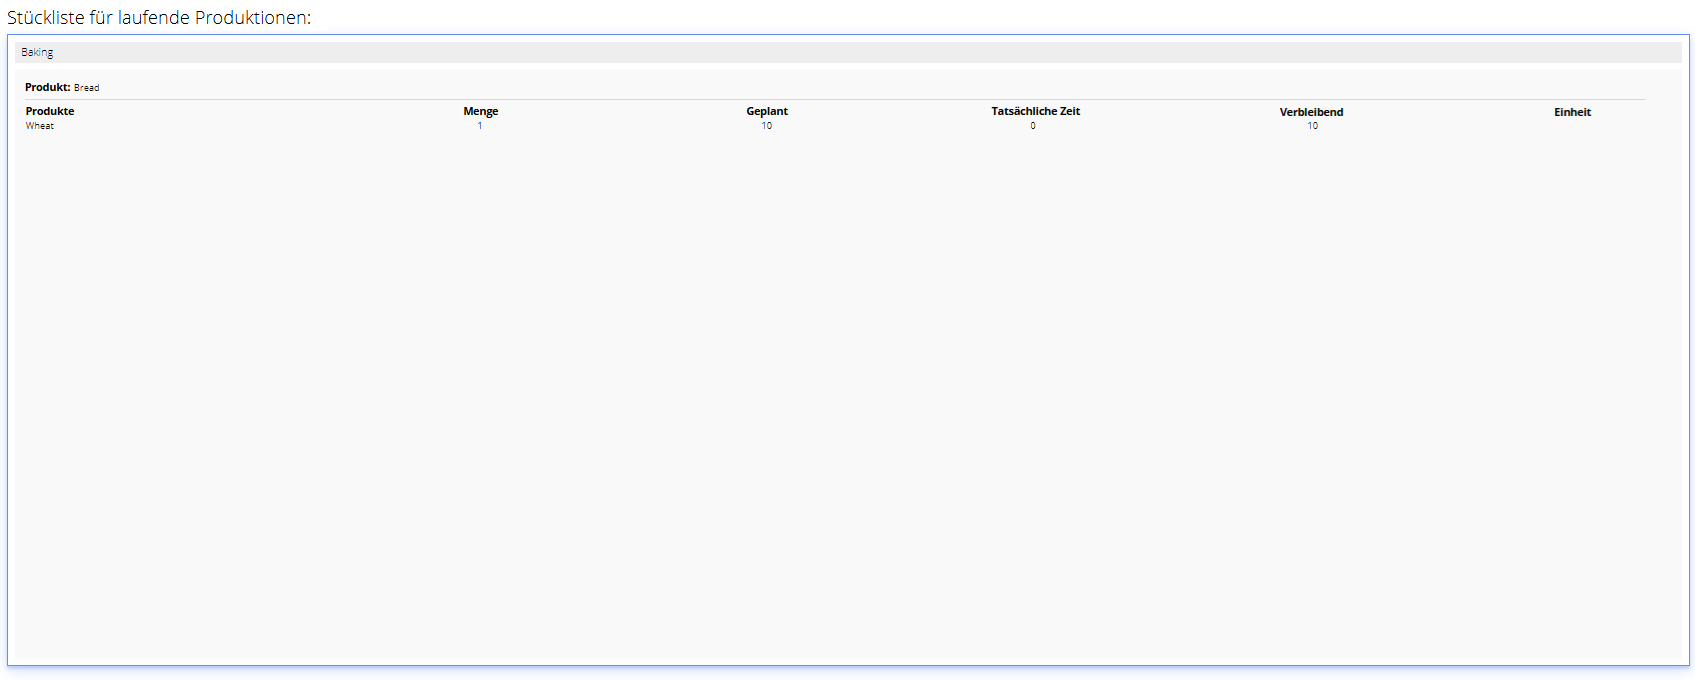 Stückliste für laufende Produktionen:
Baking
Produkt: Bread
Produkte Menge Geplant Tatsächliche Zeit Verbleibend Einheit
Wheat 1 10 0 10